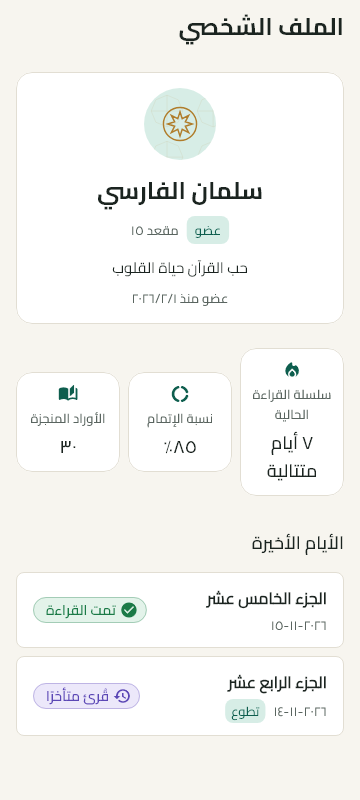 الملف الشخصي
سلمان الفارسي
عضو
مقعد ١٥
حب القرآن حياة القلوب
عضو منذ ٢٠٢٦/٢/١
سلسلة القراءة
الحالية
٧ أيام
متتالية
نسبة الإتمام
٨٥٪
الأوراد المنجزة
٣٠
الأيام الأخيرة
الجزء الخامس عشر
٢٠٢٦-١١-١٥
تمت القراءة
الجزء الرابع عشر
٢٠٢٦-١١-١٤
تطوع
قُرئ متأخرًا